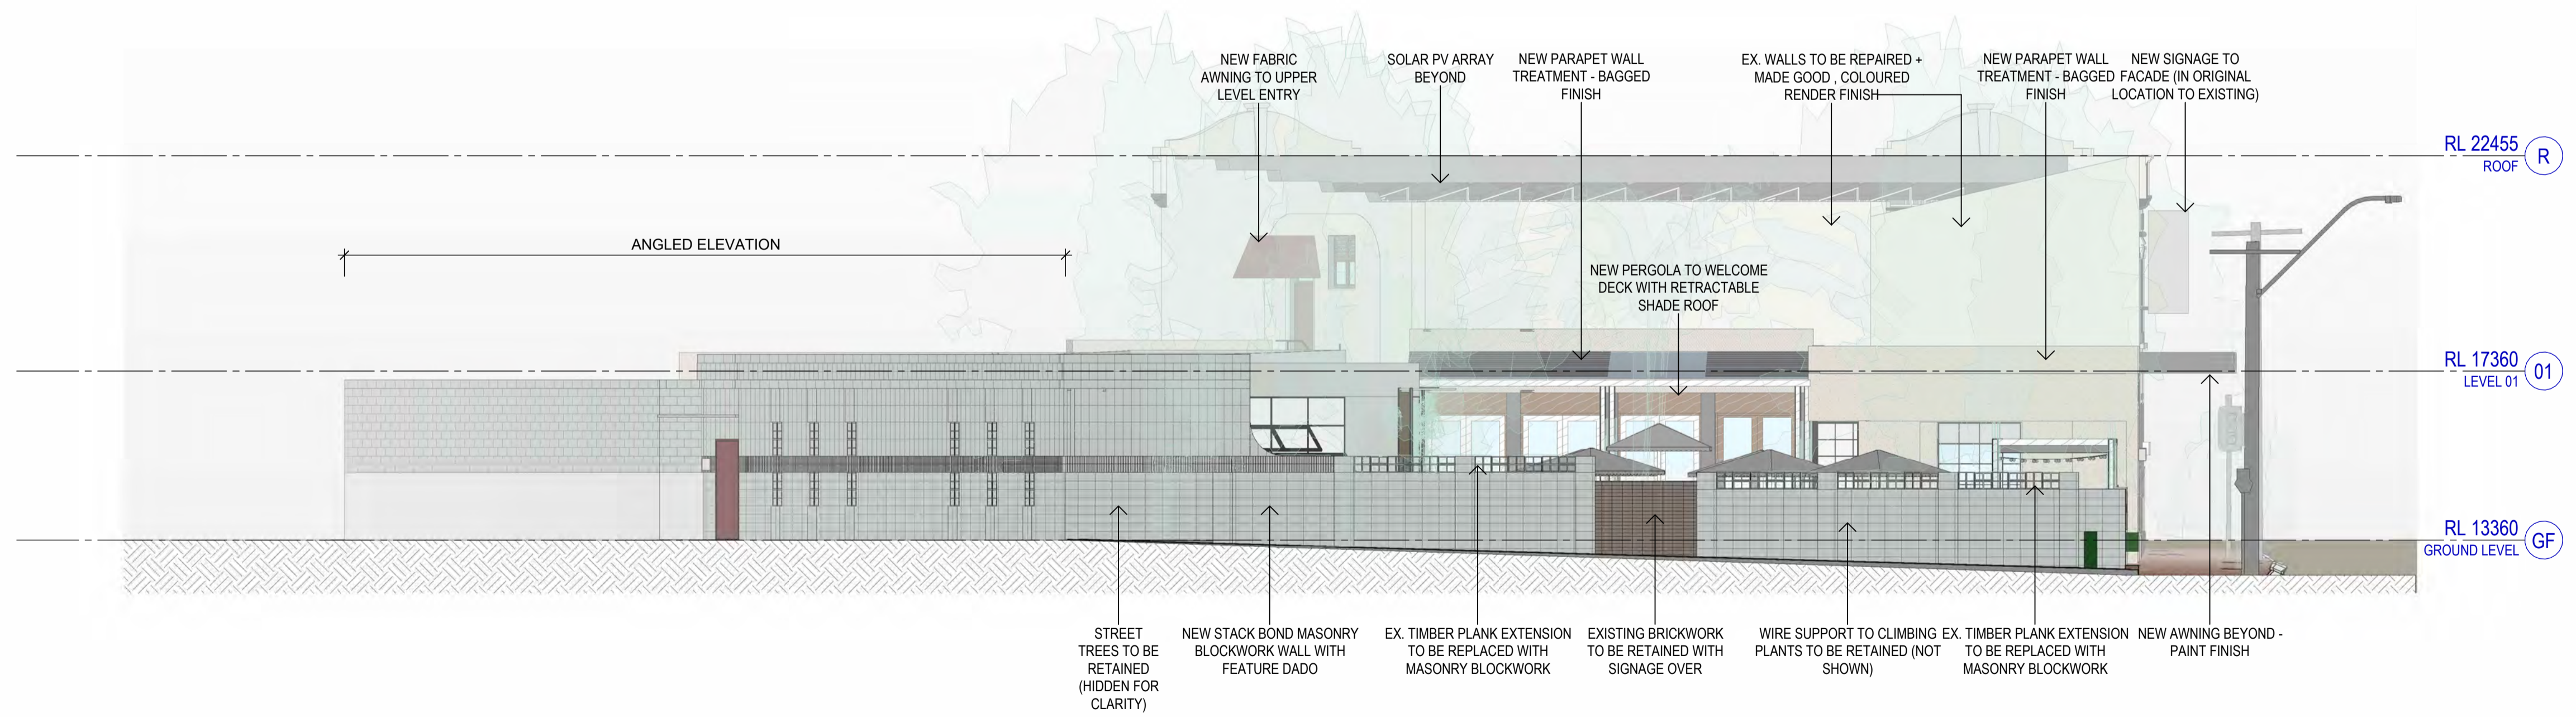 NEW FABRIC
AWNING TO UPPER
LEVEL ENTRY
SOLAR PV ARRAY
BEYOND
NEW PARAPET WALL
TREATMENT - BAGGED
FINISH
EX. WALLS TO BE REPAIRED +
MADE GOOD , COLOURED
RENDER FINISH
NEW PARAPET WALL
TREATMENT - BAGGED
FINISH
NEW SIGNAGE TO
FACADE (IN ORIGINAL
LOCATION TO EXISTING)
RL 22455
ROOF
R
ANGLED ELEVATION
NEW PERGOLA TO WELCOME
DECK WITH RETRACTABLE
SHADE ROOF
RL 17360
LEVEL 01
01
RL 13360
GROUND LEVEL
GF
STREET
TREES TO BE
RETAINED
(HIDDEN FOR
CLARITY)
NEW STACK BOND MASONRY
BLOCKWORK WALL WITH
FEATURE DADO
EX. TIMBER PLANK EXTENSION
TO BE REPLACED WITH
MASONRY BLOCKWORK
EXISTING BRICKWORK
TO BE RETAINED WITH
SIGNAGE OVER
WIRE SUPPORT TO CLIMBING
PLANTS TO BE RETAINED (NOT
SHOWN)
EX. TIMBER PLANK EXTENSION
TO BE REPLACED WITH
MASONRY BLOCKWORK
NEW AWNING BEYOND -
PAINT FINISH